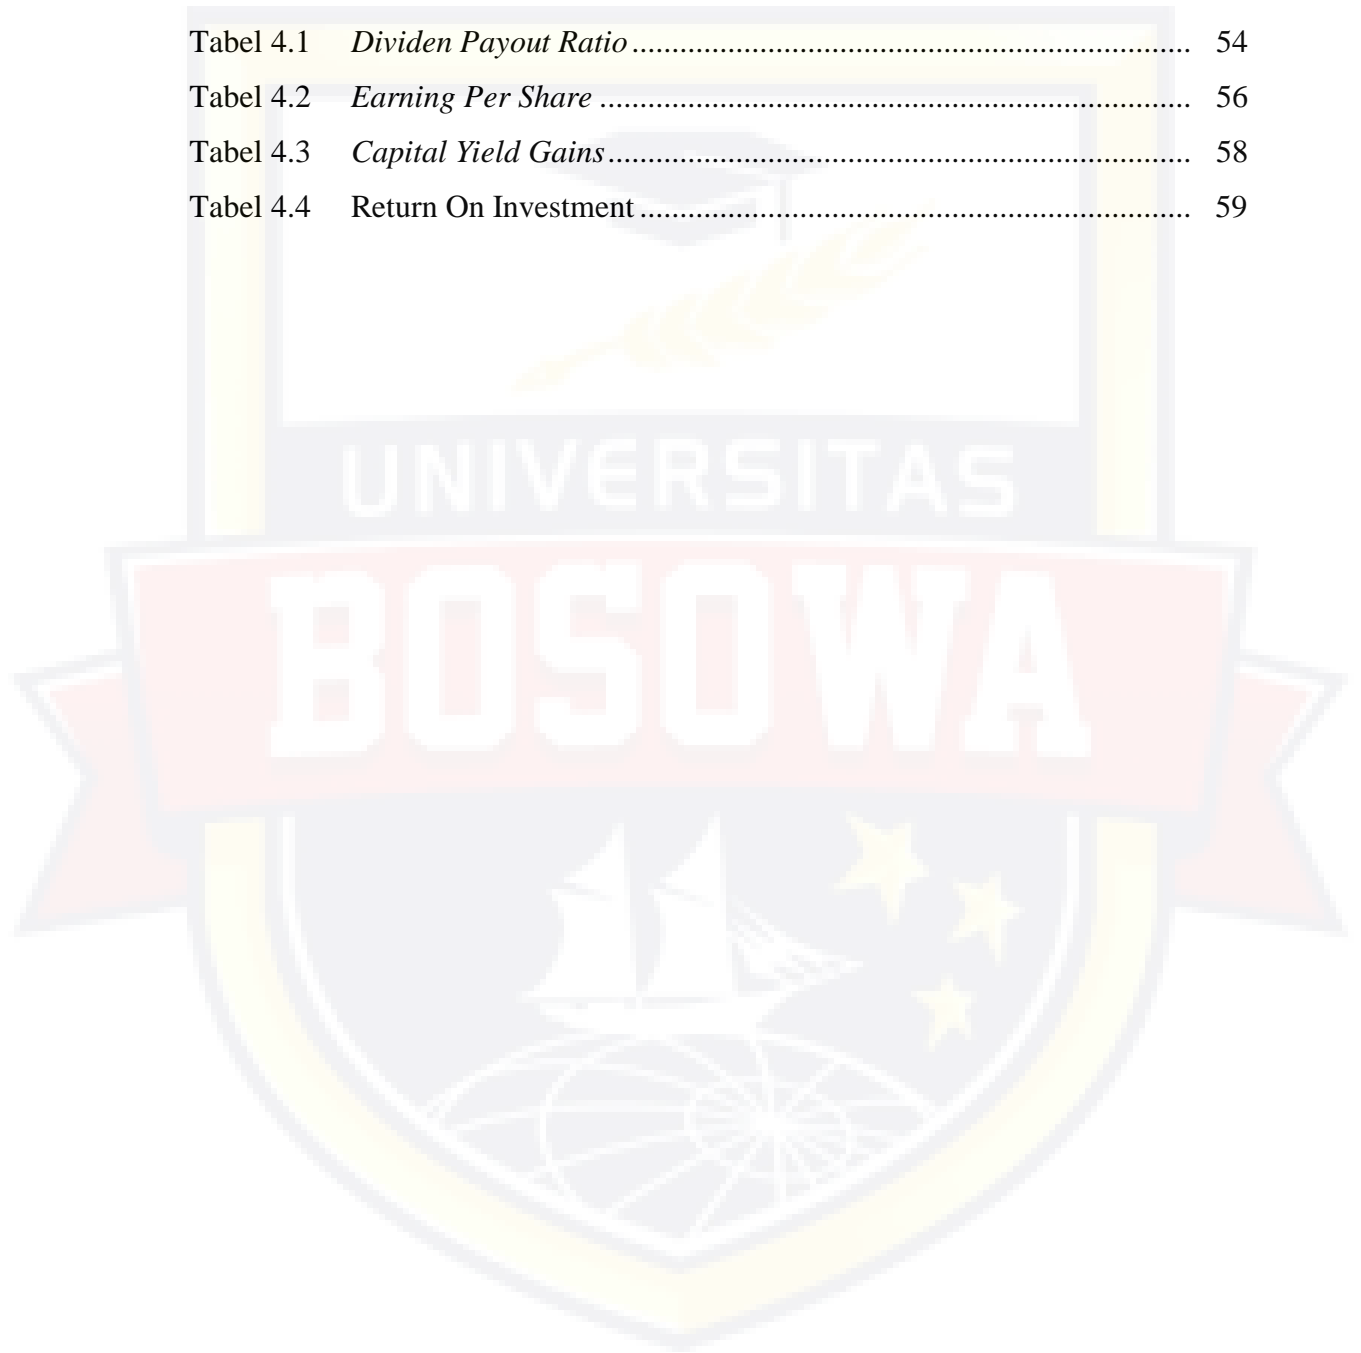 Tabel 4.1 Dividen Payout Ratio ........................................................................ 54
Tabel 4.2 Earning Per Share ............................................................................ 56
Tabel 4.3 Capital Yield Gains ........................................................................... 58
Tabel 4.4 Return On Investment ....................................................................... 59
UNIVERSITAS
BOSOWA